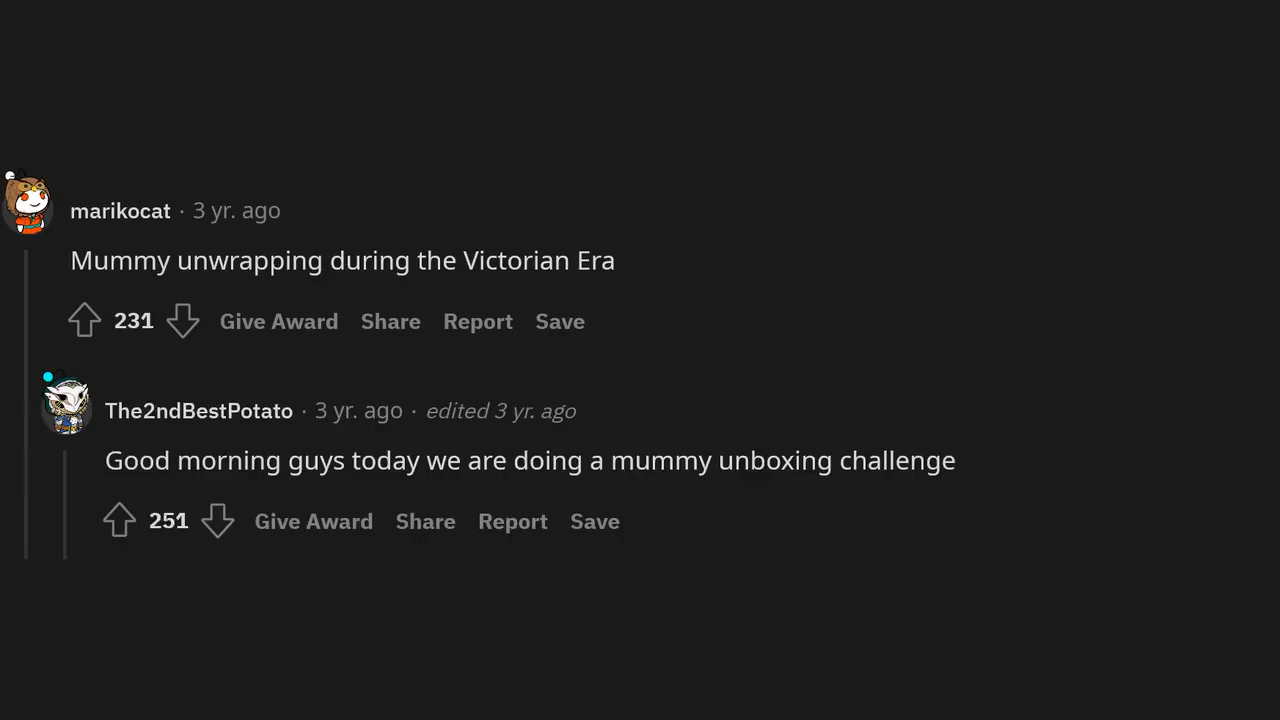 marikocat · 3 yr. ago
Mummy unwrapping during the Victorian Era
231 Give Award Share Report Save
The2ndBestPotato · 3 yr. ago · edited 3 yr. ago
Good morning guys today we are doing a mummy unboxing challenge
251 Give Award Share Report Save